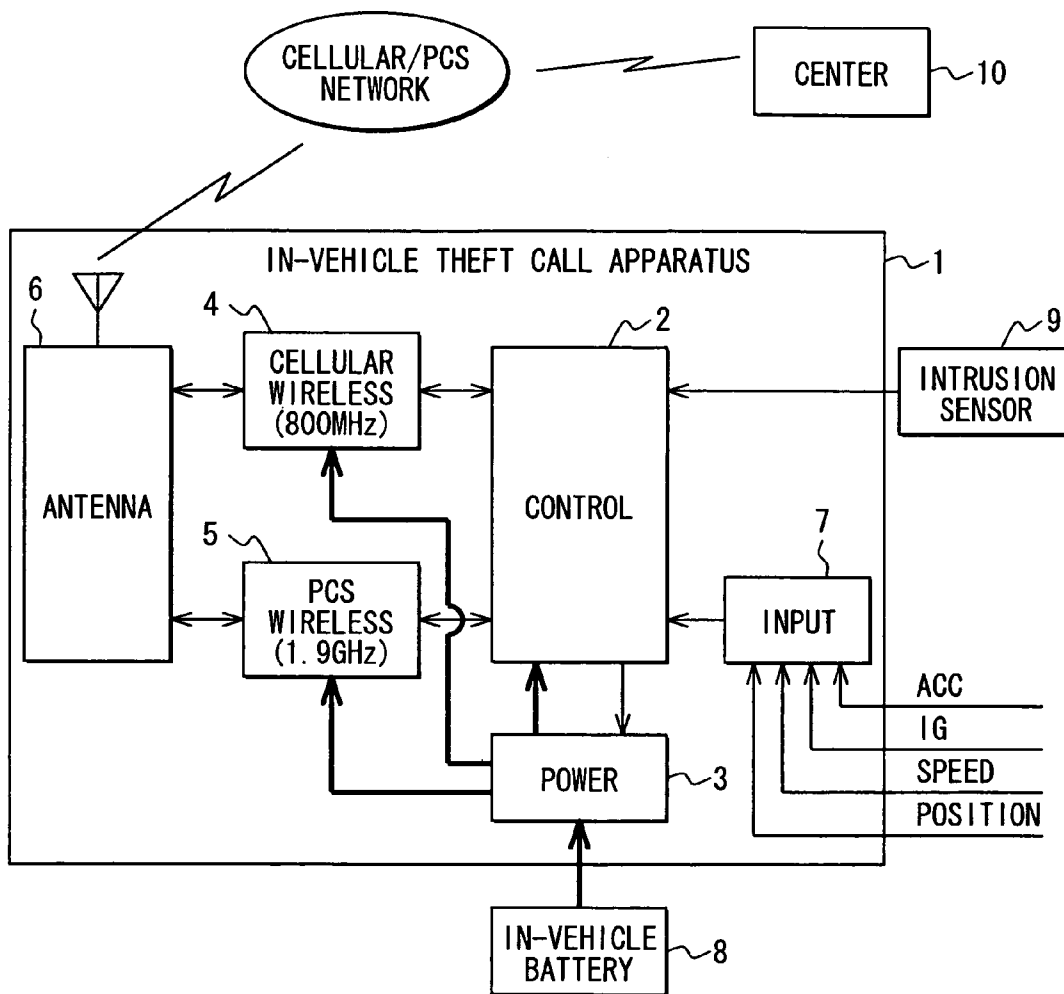 CELLULAR/PCS
NETWORK
CENTER
10
IN-VEHICLE THEFT CALL APPARATUS
1
6
4
2
9
CELLULAR
WIRELESS
(800MHz)
INTRUSION
SENSOR
ANTENNA
CONTROL
5
7
PCS
WIRELESS
(1.9GHz)
INPUT
ACC
IG
SPEED
POSITION
POWER
3
IN-VEHICLE
BATTERY
8